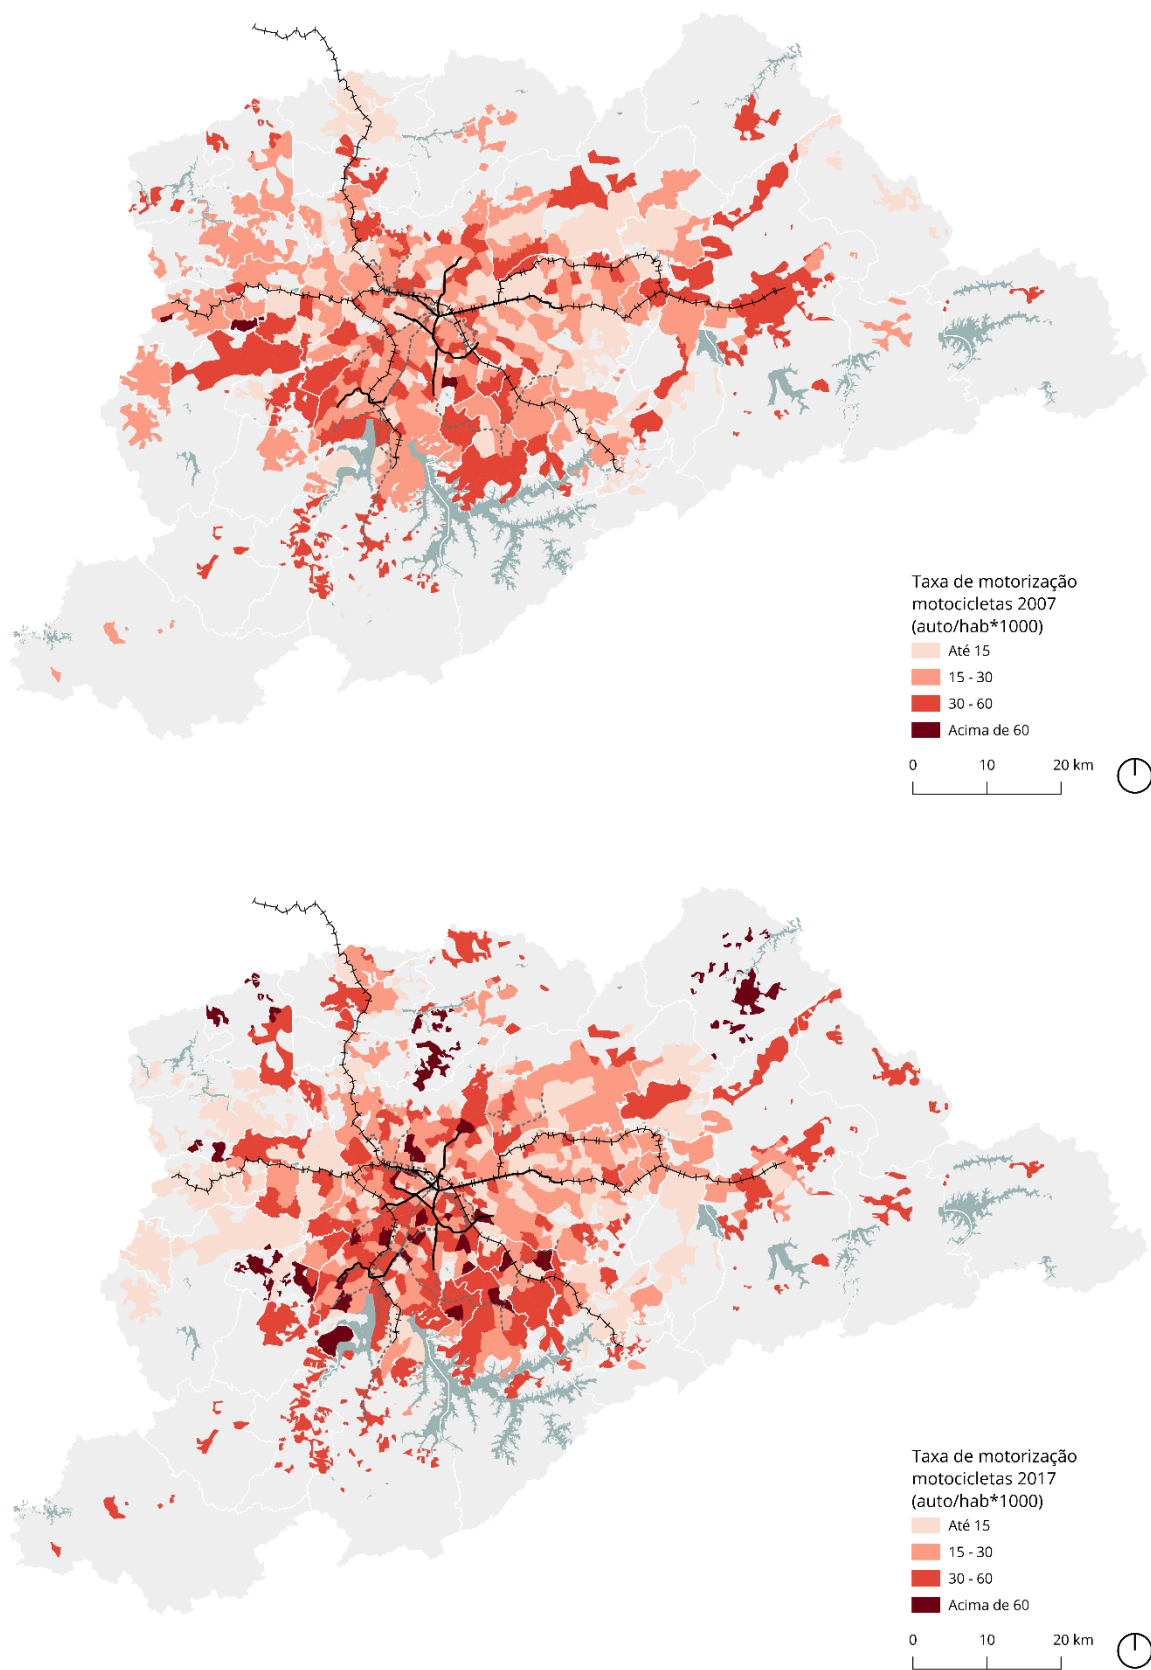 Taxa de motorização
motocicletas 2007
(auto/hab*1000)
Até 15
15 - 30
30 - 60
Acima de 60
0 10 20 km
Taxa de motorização
motocicletas 2017
(auto/hab*1000)
Até 15
15 - 30
30 - 60
Acima de 60
0 10 20 km